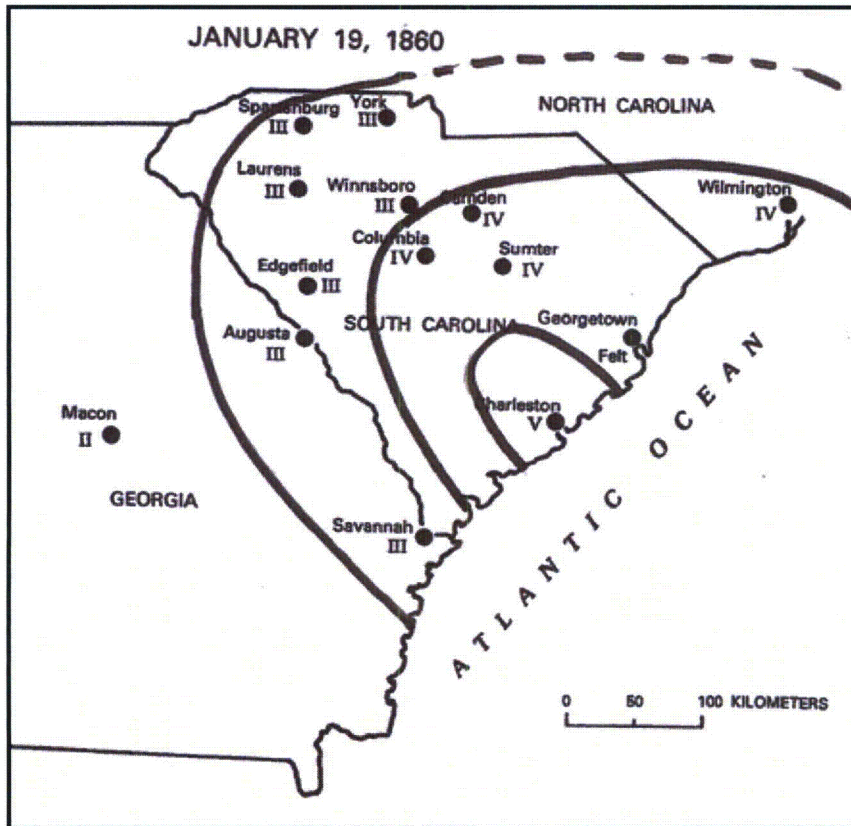 JANUARY 19, 1860
NORTH CAROLINA
Spartanburg
III
York
III
Laurens
III
Winnsboro
III
Camden
IV
Wilmington
IV
Columbia
IV
Sumter
IV
Edgefield
III
SOUTH CAROLINA
Georgetown
Felt
Augusta
III
Charleston
V
Macon
II
GEORGIA
Savannah
III
ATLANTIC OCEAN
0 50 100 KILOMETERS